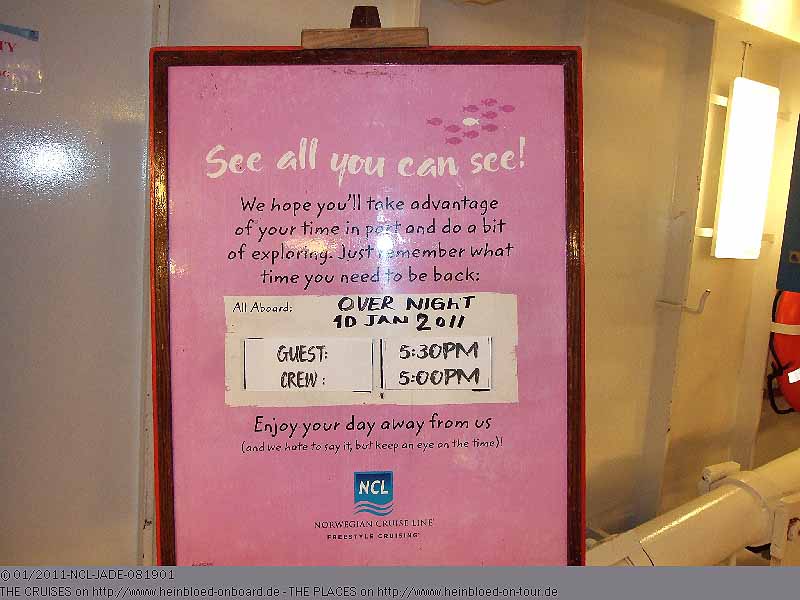 TY
See all you can see!
We hope you'll take advantage
of your time in port and do a bit
of exploring. Just remember what
time you need to be back:
All Aboard: OVER NIGHT
10 JAN 2011
GUEST: 5:30PM
CREW: 5:00PM
Enjoy your day away from us
(and we hate to say it, but keep an eye on the time)!
NCL
NORWEGIAN CRUISE LINE
FREESTYLE CRUISING
© 01/2011-NCL-JADE-081901
THE CRUISES on http://www.heinbloed-onboard.de - THE PLACES on http://www.heinbloed-on-tour.de